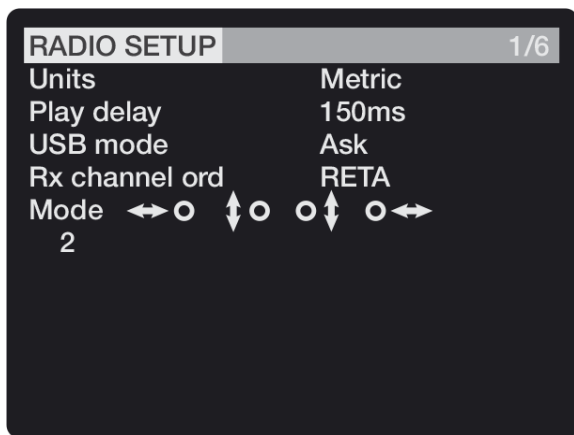 RADIO SETUP 1/6
Units Metric
Play delay 150ms
USB mode Ask
Rx channel ord RETA
Mode
2